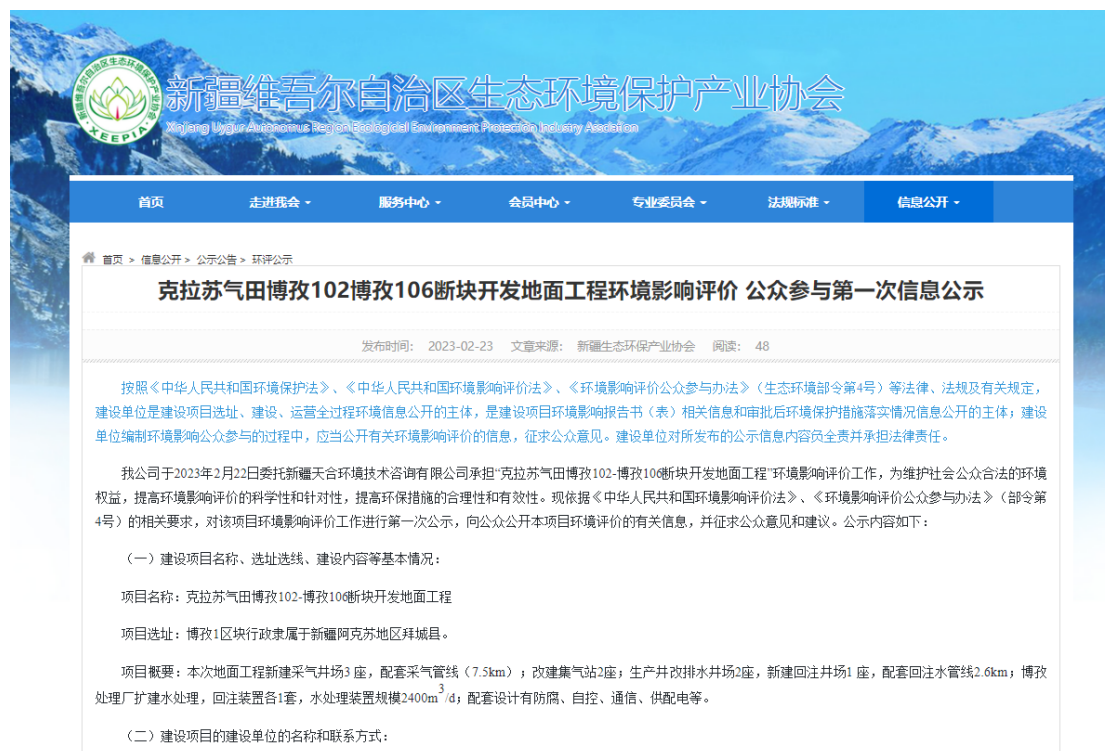 新疆维吾尔自治区生态环境保护产业协会
XEEPIA
首页 走进我会 服务中心 会员中心 专业委员会 法规标准 信息公开
首页 > 信息公开 > 公示公告 > 环评公示
克拉苏气田博孜102博孜106断块开发地面工程环境影响评价 公众参与第一次信息公示
发布时间： 2023-02-23 文章来源： 新疆生态环保产业协会 阅读： 48
按照《中华人民共和国环境保护法》、《中华人民共和国环境影响评价法》、《环境影响评价公众参与办法》（生态环境部令第4号）等法律、法规及有关规定，
建设单位是建设项目选址、建设、运营全过程环境信息公开的主体，是建设项目环境影响报告书（表）相关信息和审批后环境保护措施落实情况信息公开的主体；建设
单位编制环境影响公众参与的过程中，应当公开有关环境影响评价的信息，征求公众意见。建设单位对所发布的公示信息内容负全责并承担法律责任。
我公司于2023年2月22日委托新疆天合环境技术咨询有限公司承担“克拉苏气田博孜102-博孜106断块开发地面工程”环境影响评价工作，为维护社会公众合法的环境
权益，提高环境影响评价的科学性和针对性，提高环保措施的合理性和有效性。现依据《中华人民共和国环境影响评价法》、《环境影响评价公众参与办法》（部令第
4号）的相关要求，对该项目环境影响评价工作进行第一次公示，向公众公开本项目环境评价的有关信息，并征求公众意见和建议。公示内容如下：
（一）建设项目名称、选址选线、建设内容等基本情况：
项目名称：克拉苏气田博孜102-博孜106断块开发地面工程
项目选址：博孜1区块行政隶属于新疆阿克苏地区拜城县。
项目概要：本次地面工程新建采气井场3 座，配套采气管线（7.5km）；改建集气站2座；生产井改排水井场2座，新建回注井场1 座，配套回注水管线2.6km；博孜
处理厂扩建水处理，回注装置各1套，水处理装置规模2400m³/d；配套设计有防腐、自控、通信、供配电等。
（二）建设项目的建设单位的名称和联系方式：